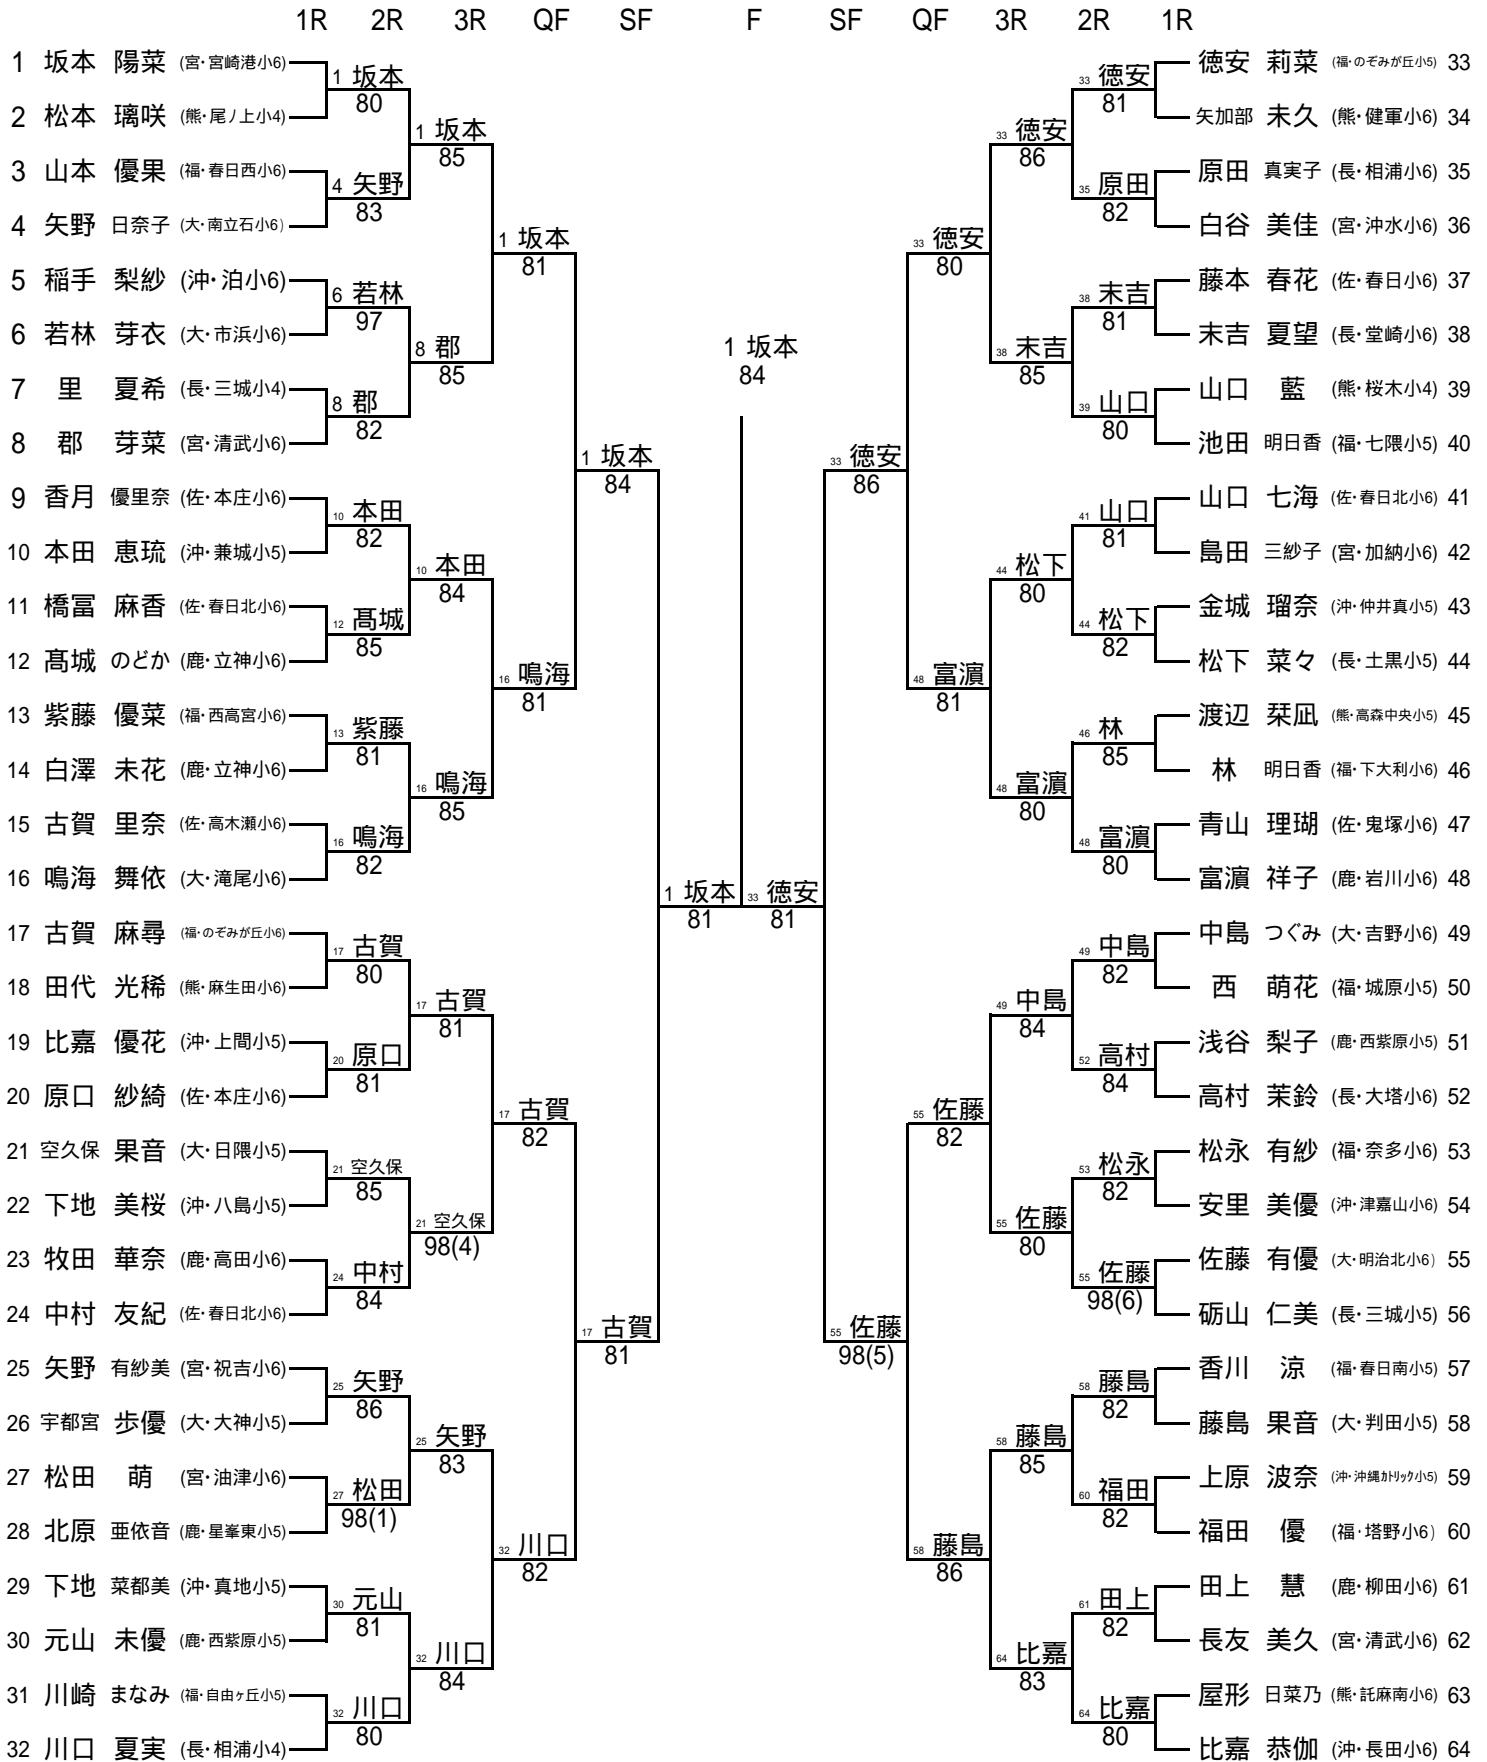 1R 2R 3R QF SF F SF QF 3R 2R 1R
1 坂本 陽菜 (宮・宮崎港小6)
2 松本 璃咲 (熊・尾ノ上小4)
3 山本 優果 (福・春日西小6)
4 矢野 日奈子 (大・南立石小6)
5 稲手 梨紗 (沖・泊小6)
6 若林 芽衣 (大・市浜小6)
7 里 夏希 (長・三城小4)
8 郡 芽菜 (宮・清武小6)
9 香月 優里奈 (佐・本庄小6)
10 本田 恵琉 (沖・兼城小5)
11 橋冨 麻香 (佐・春日北小6)
12 髙城 のどか (鹿・立神小6)
13 紫藤 優菜 (福・西高宮小6)
14 白澤 未花 (鹿・立神小6)
15 古賀 里奈 (佐・高木瀬小6)
16 鳴海 舞依 (大・滝尾小6)
17 古賀 麻尋 (福・のぞみが丘小6)
18 田代 光稀 (熊・麻生田小6)
19 比嘉 優花 (沖・上間小5)
20 原口 紗綺 (佐・本庄小6)
21 空久保 果音 (大・日隈小5)
22 下地 美桜 (沖・八島小5)
23 牧田 華奈 (鹿・高田小6)
24 中村 友紀 (佐・春日北小6)
25 矢野 有紗美 (宮・祝吉小6)
26 宇都宮 歩優 (大・大神小5)
27 松田 萌 (宮・油津小6)
28 北原 亜依音 (鹿・星峯東小5)
29 下地 菜都美 (沖・真地小5)
30 元山 未優 (鹿・西紫原小5)
31 川崎 まなみ (福・自由ヶ丘小5)
32 川口 夏実 (長・相浦小4)
1 坂本
80
4 矢野
83
6 若林
97
8 郡
82
10 本田
82
12 髙城
85
13 紫藤
81
16 鳴海
82
17 古賀
80
20 原口
81
21 空久保
85
24 中村
84
25 矢野
86
27 松田
98(1)
30 元山
81
32 川口
80
1 坂本
85
8 郡
85
10 本田
84
16 鳴海
85
17 古賀
81
21 空久保
98(4)
25 矢野
83
32 川口
84
1 坂本
81
16 鳴海
81
17 古賀
82
32 川口
82
1 坂本
84
17 古賀
81
1 坂本
81
1 坂本
84
33 徳安
81
33 徳安
86
55 佐藤
98(5)
33 徳安
80
48 富濵
81
55 佐藤
82
58 藤島
86
33 徳安
86
38 末吉
85
44 松下
80
48 富濵
80
49 中島
84
55 佐藤
80
58 藤島
85
64 比嘉
83
33 徳安
81
35 原田
82
38 末吉
81
39 山口
80
41 山口
81
44 松下
82
46 林
85
48 富濵
80
49 中島
82
52 高村
84
53 松永
82
55 佐藤
98(6)
58 藤島
82
60 福田
82
61 田上
82
64 比嘉
80
徳安 莉菜 (福・のぞみが丘小5) 33
矢加部 未久 (熊・健軍小6) 34
原田 真実子 (長・相浦小6) 35
白谷 美佳 (宮・沖水小6) 36
藤本 春花 (佐・春日小6) 37
末吉 夏望 (長・堂崎小6) 38
山口 藍 (熊・桜木小4) 39
池田 明日香 (福・七隈小5) 40
山口 七海 (佐・春日北小6) 41
島田 三紗子 (宮・加納小6) 42
金城 瑠奈 (沖・仲井真小5) 43
松下 菜々 (長・土黒小5) 44
渡辺 栞凪 (熊・高森中央小5) 45
林 明日香 (福・下大利小6) 46
青山 理瑚 (佐・鬼塚小6) 47
富濵 祥子 (鹿・岩川小6) 48
中島 つぐみ (大・吉野小6) 49
西 萌花 (福・城原小5) 50
浅谷 梨子 (鹿・西紫原小5) 51
高村 茉鈴 (長・大塔小6) 52
松永 有紗 (福・奈多小6) 53
安里 美優 (沖・津嘉山小6) 54
佐藤 有優 (大・明治北小6) 55
砺山 仁美 (長・三城小5) 56
香川 涼 (福・春日南小5) 57
藤島 果音 (大・判田小5) 58
上原 波奈 (沖・沖縄カトリック小5) 59
福田 優 (福・塔野小6) 60
田上 慧 (鹿・柳田小6) 61
長友 美久 (宮・清武小6) 62
屋形 日菜乃 (熊・託麻南小6) 63
比嘉 恭伽 (沖・長田小6) 64